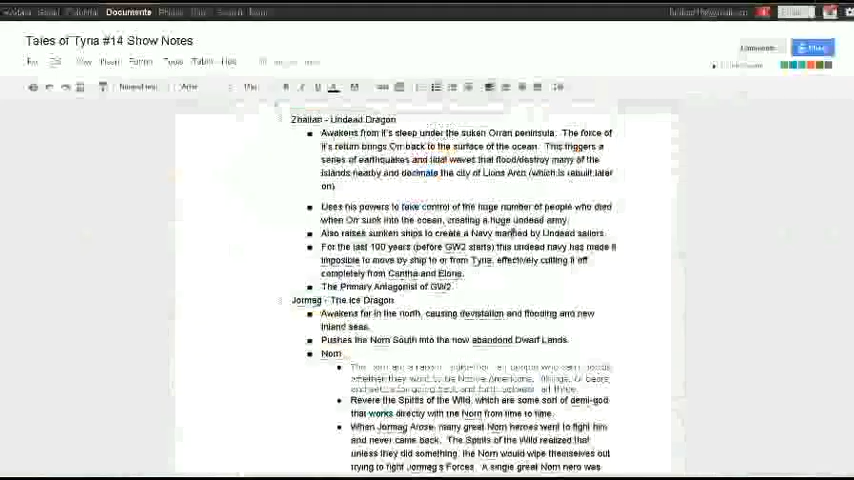 Documents
Tales of Tyria #14 Show Notes
Insert Format Tools Table
Zhaitan - Undead Dragon
Awakens from it's sleep under the suken Orran peninsula. The force of
it's return brings Orr back to the surface of the ocean. This triggers a
series of earthquakes and tidal waves that flood/destroy many of the
islands nearby and decimate the city of Lions Arch (which is rebuilt later
on)
Uses his powers to take control of the huge number of people who died
when Orr sunk into the ocean, creating a huge undead army.
Also raises sunken ships to create a Navy manned by Undead sailors.
For the last 100 years (before GW2 starts) this undead navy has made it
impossible to move by ship to or from Tyria, effectively cutting it off
completely from Cantha and Elona.
The Primary Antagonist of GW2
Jormag - The Ice Dragon
Awakens far in the north, causing devistation and flooding and new
inland seas.
Pushes the Norn South into the now abandond Dwarf Lands.
Norn
Revere the Spirits of the Wild, which are some sort of demi-god
that works directly with the Norn from time to time.
When Jormag Arose, many great Norn heroes went to fight him
and never came back. The Spirits of the Wild realized that
unless they did something, the Norn would wipe themselves out
trying to fight Jormag's Forces. A single great Norn hero was